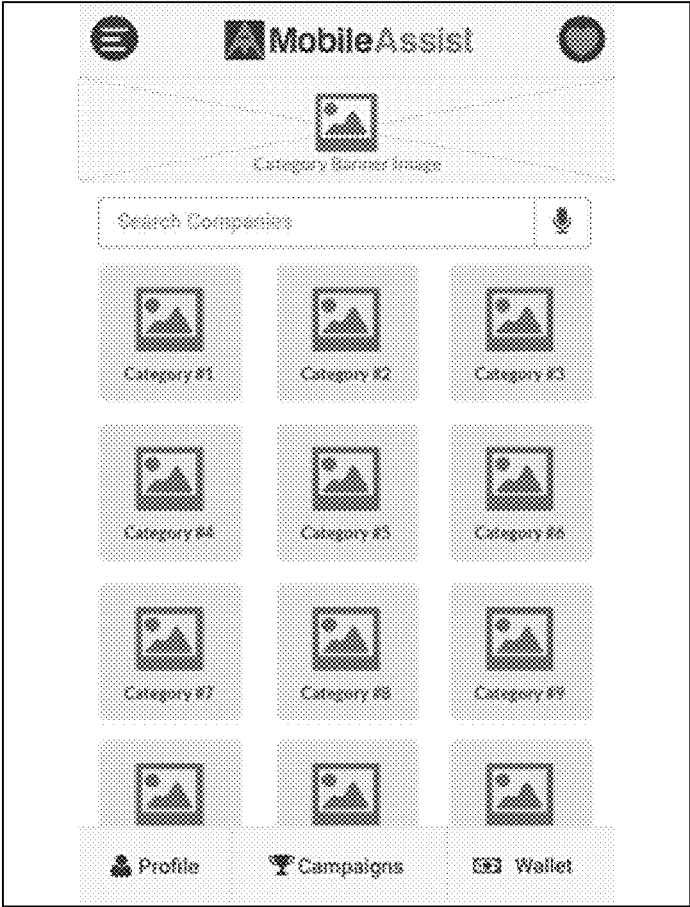 MobileAssist
Category Banner Image
Search Companies
Category #1 Category #2 Category #3
Category #4 Category #5 Category #6
Category #7 Category #8 Category #9
Profile Campaigns Wallet